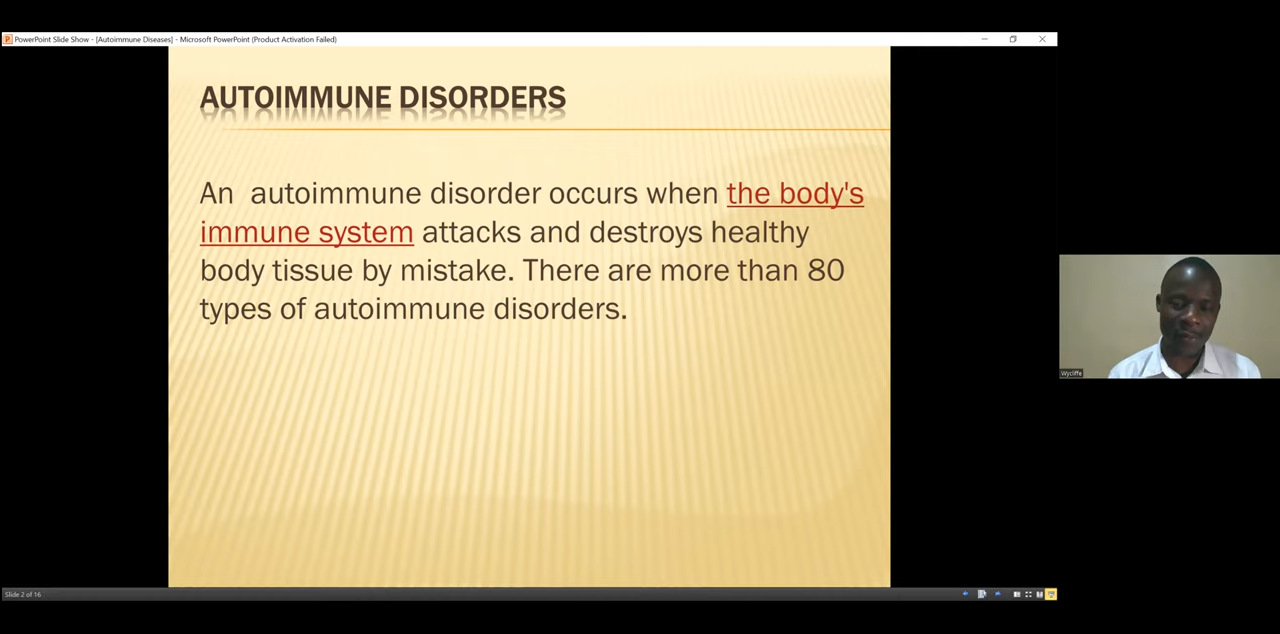 PowerPoint Slide Show - [Autoimmune Diseases] - Microsoft PowerPoint (Product Activation Failed)
AUTOIMMUNE DISORDERS
An autoimmune disorder occurs when the body's
immune system attacks and destroys healthy
body tissue by mistake. There are more than 80
types of autoimmune disorders.
Wycliffe
Slide 2 of 16